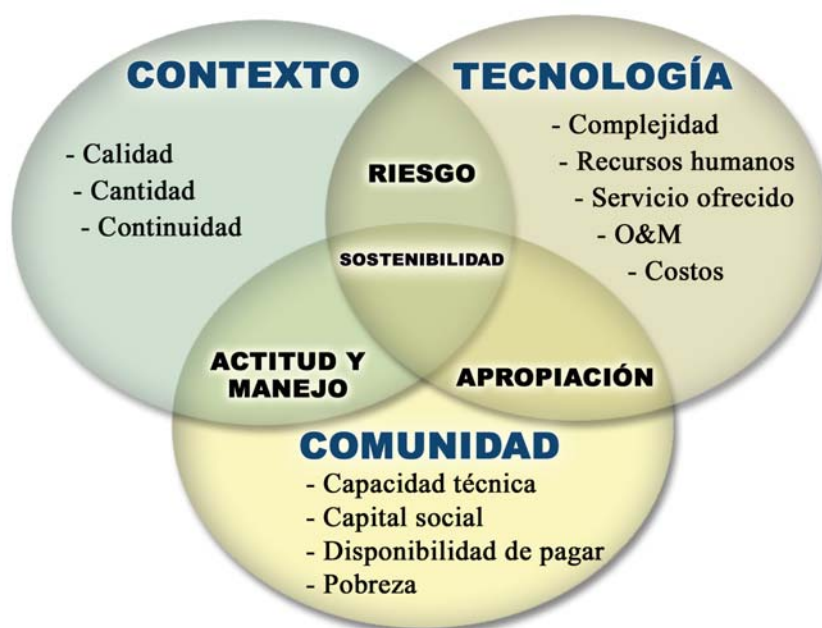 CONTEXTO
- Calidad
- Cantidad
- Continuidad
TECNOLOGÍA
- Complejidad
- Recursos humanos
- Servicio ofrecido
- O&M
- Costos
RIESGO
SOSTENIBILIDAD
ACTITUD Y
MANEJO
APROPIACIÓN
COMUNIDAD
- Capacidad técnica
- Capital social
- Disponibilidad de pagar
- Pobreza